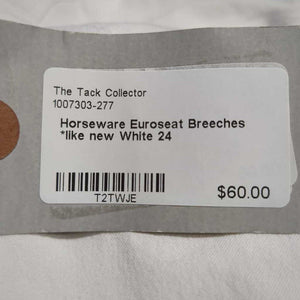 The Tack Collector
1007303-277
Horseware Euroseat Breeches
*like new White 24
T2TWJE
$60.00